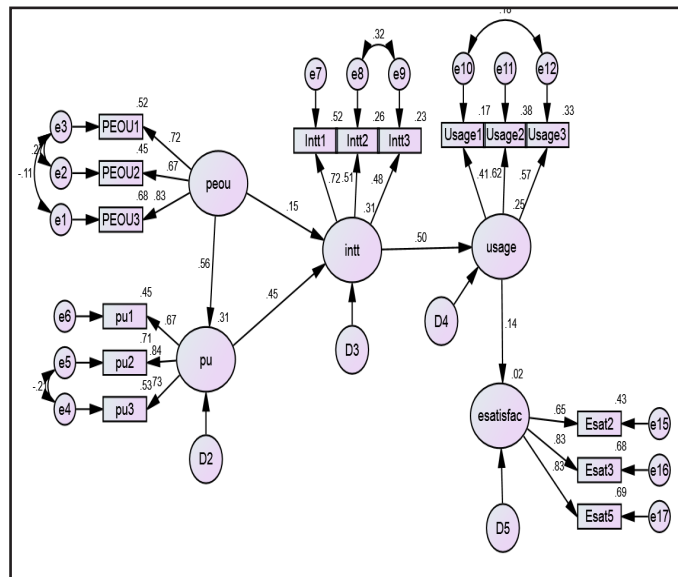 .18
.32
e7
e8
e9
e10
e11
e12
.52
.26
.23
.17
.38
.33
Intt1
Intt2
Intt3
Usage1
Usage2
Usage3
.72
.51
.48
.41
.62
.57
.31
.25
e3
.52
PEOU1
.72
.45
e2
PEOU2
.67
-.11
.68
.83
e1
PEOU3
peou
.15
intt
.50
usage
.56
.45
D3
D4
.14
e6
.45
pu1
.67
.31
.71
e5
pu2
.84
pu
-.2
.53
.73
e4
pu3
D2
.02
esatisfac
.65
.43
Esat2
e15
.83
.68
Esat3
e16
.83
.69
Esat5
e17
D5